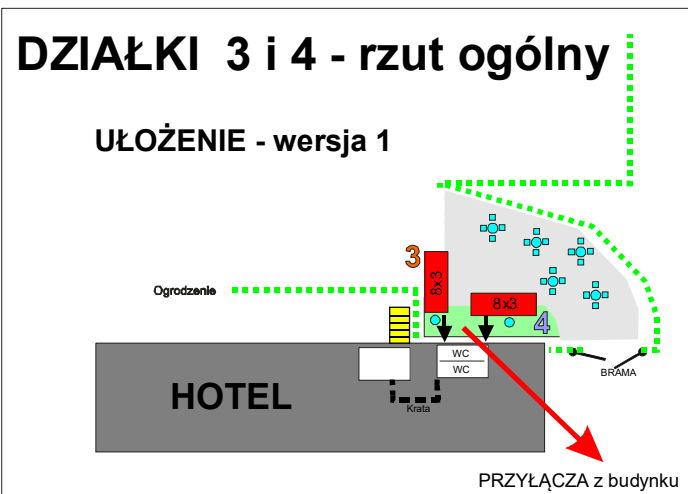 DZIAŁKI 3 i 4 - rzut ogólny
UŁOŻENIE - wersja 1
3
8x3
Ogrodzenie
8x3
4
WC
WC
BRAMA
HOTEL
Krata
PRZYŁĄCZA z budynku